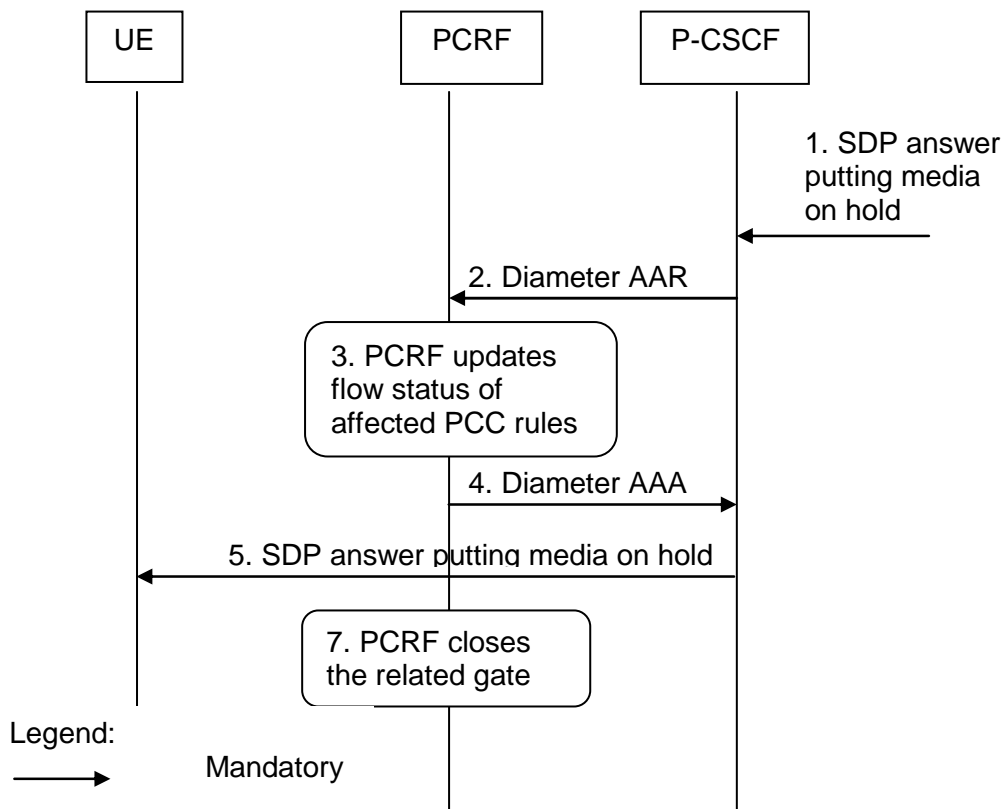 UE
PCRF
P-CSCF
1. SDP answer
putting media
on hold
2. Diameter AAR
3. PCRF updates
flow status of
affected PCC rules
4. Diameter AAA
5. SDP answer putting media on hold
7. PCRF closes
the related gate
Legend:
Mandatory